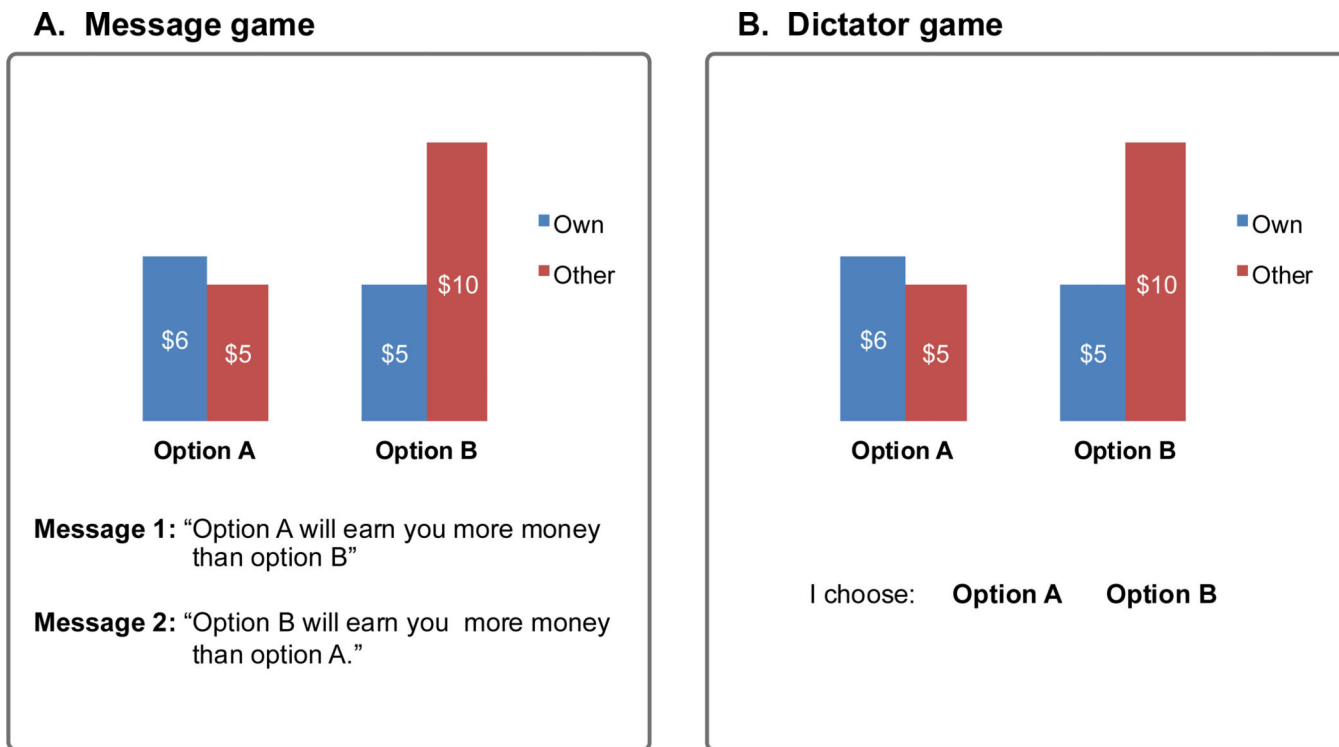 A. Message game
Own
Other
$10
$6
$5
$5
Option A
Option B
Message 1: “Option A will earn you more money
than option B”
Message 2: “Option B will earn you more money
than option A.”
B. Dictator game
Own
Other
$10
$6
$5
$5
Option A
Option B
I choose: Option A Option B